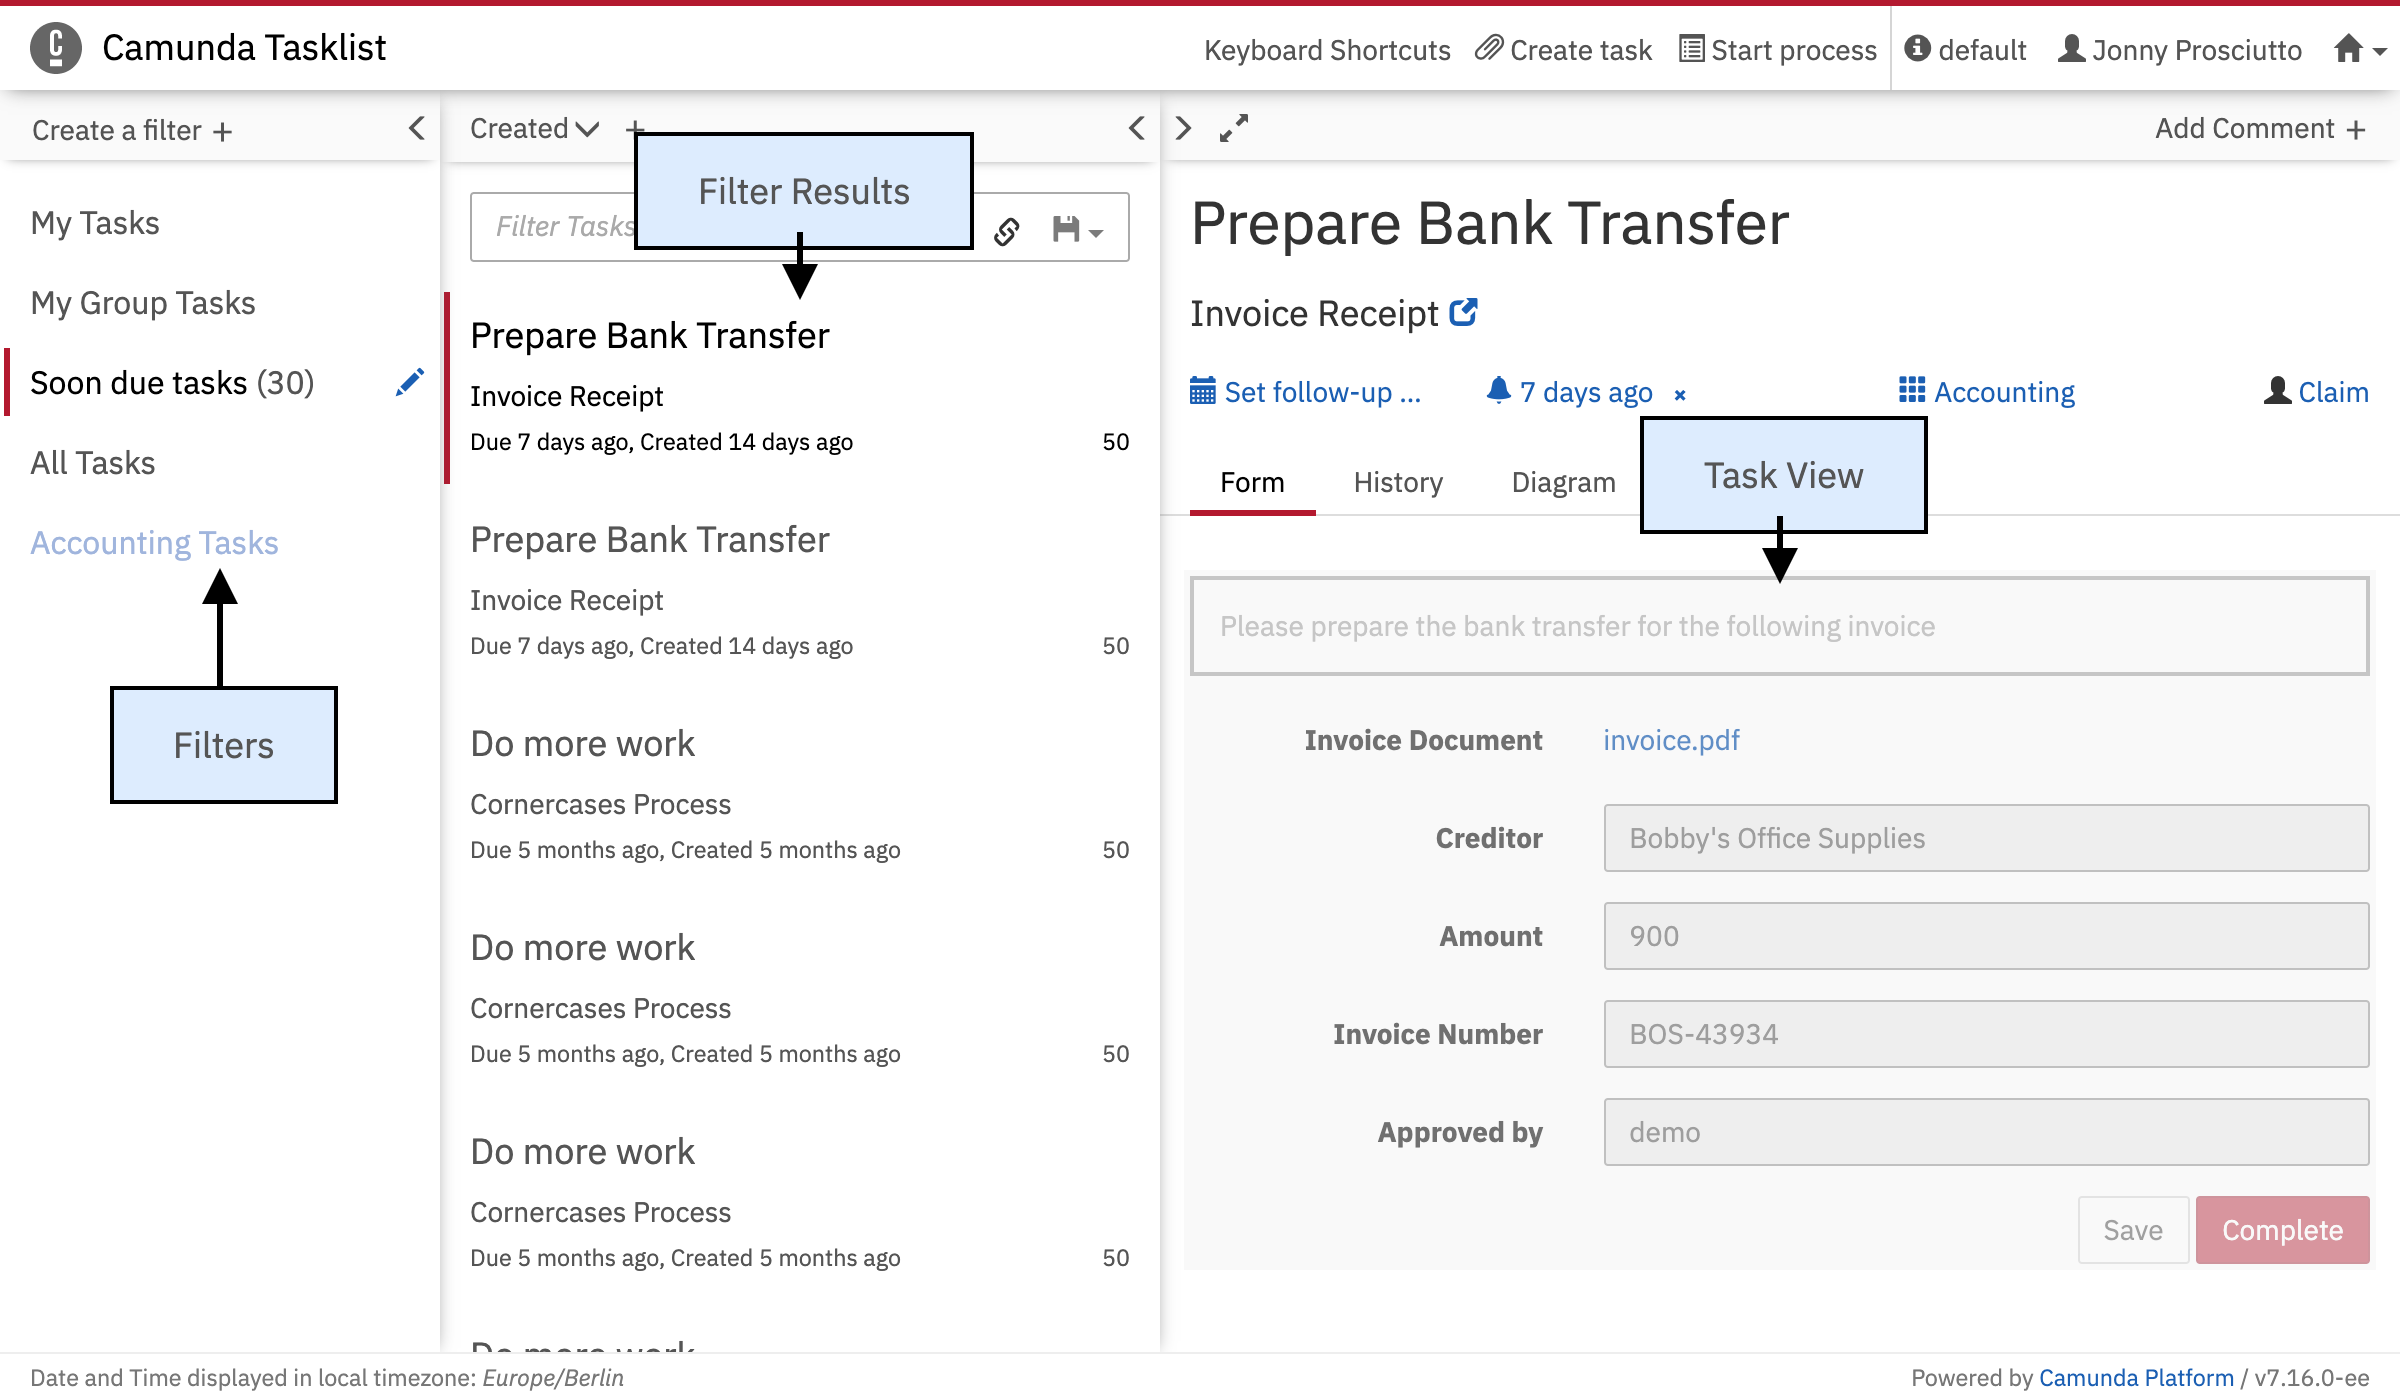 Camunda Tasklist
Keyboard Shortcuts Create task Start process default Jonny Prosciutto
Create a filter +
My Tasks
My Group Tasks
Soon due tasks (30)
All Tasks
Accounting Tasks
Filters
Created +
Filter Tasks
Filter Results
Prepare Bank Transfer
Invoice Receipt
Due 7 days ago, Created 14 days ago 50
Prepare Bank Transfer
Invoice Receipt
Due 7 days ago, Created 14 days ago 50
Do more work
Cornercases Process
Due 5 months ago, Created 5 months ago 50
Do more work
Cornercases Process
Due 5 months ago, Created 5 months ago 50
Do more work
Cornercases Process
Due 5 months ago, Created 5 months ago 50
Do more work
Add Comment +
Prepare Bank Transfer
Invoice Receipt
Set follow-up ... 7 days ago × Accounting Claim
Form History Diagram
Task View
Please prepare the bank transfer for the following invoice
Invoice Document invoice.pdf
Creditor Bobby's Office Supplies
Amount 900
Invoice Number BOS-43934
Approved by demo
Save Complete
Date and Time displayed in local timezone: Europe/Berlin
Powered by Camunda Platform / v7.16.0-ee